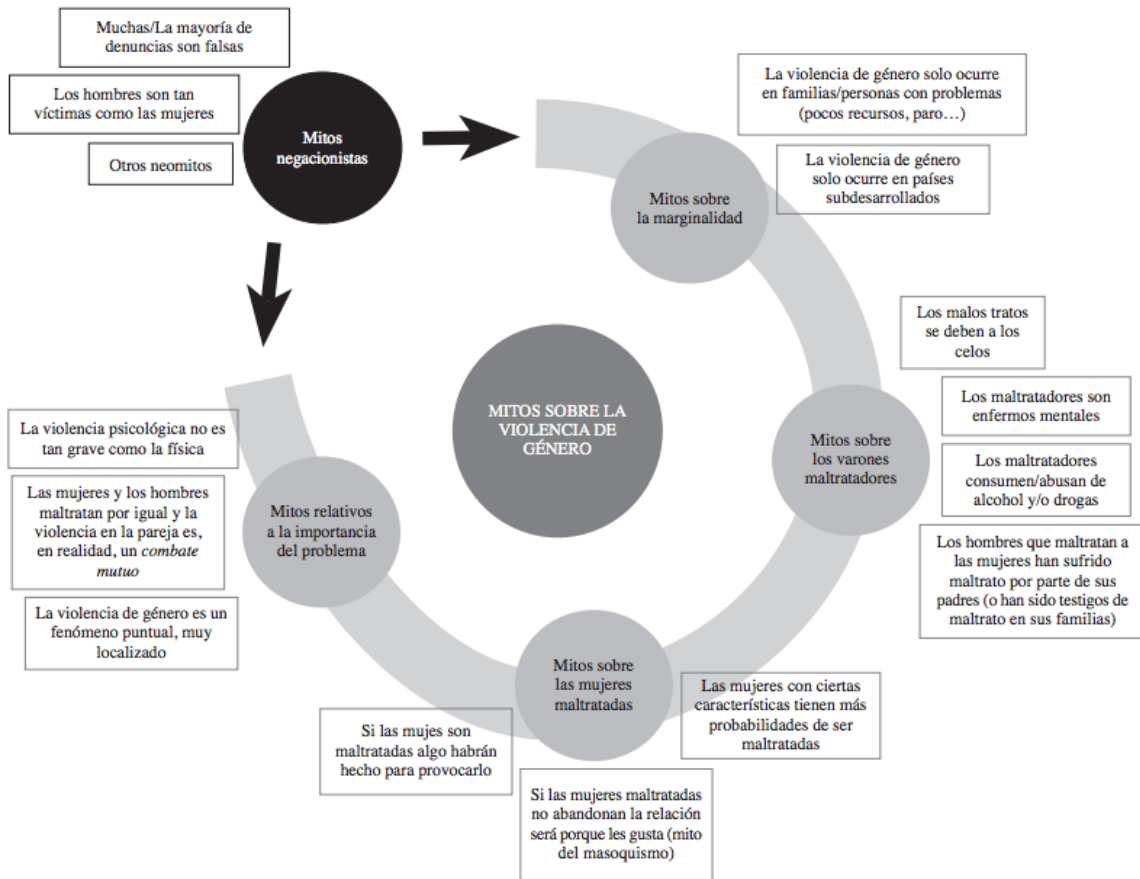 Muchas/La mayoría de
denuncias son falsas
Los hombres son tan
víctimas como las mujeres
Otros neomitos
Mitos
negacionistas
La violencia de género solo ocurre
en familias/personas con problemas
(pocos recursos, paro…)
La violencia de género
solo ocurre en países
subdesarrollados
Mitos sobre
la marginalidad
Los malos tratos
se deben a los
celos
Los maltratadores son
enfermos mentales
Los maltratadores
consumen/abusan de
alcohol y/o drogas
Los hombres que maltratan a
las mujeres han sufrido
maltrato por parte de sus
padres (o han sido testigos de
maltrato en sus familias)
Mitos sobre
los varones
maltratadores
MITOS SOBRE LA
VIOLENCIA DE
GÉNERO
La violencia psicológica no es
tan grave como la física
Las mujeres y los hombres
maltratan por igual y la
violencia en la pareja es,
en realidad, un combate
mutuo
La violencia de género es un
fenómeno puntual, muy
localizado
Mitos relativos
a la importancia
del problema
Mitos sobre
las mujeres
maltratadas
Si las mujes son
maltratadas algo habrán
hecho para provocarlo
Si las mujeres maltratadas
no abandonan la relación
será porque les gusta (mito
del masoquismo)
Las mujeres con ciertas
características tienen más
probabilidades de ser
maltratadas